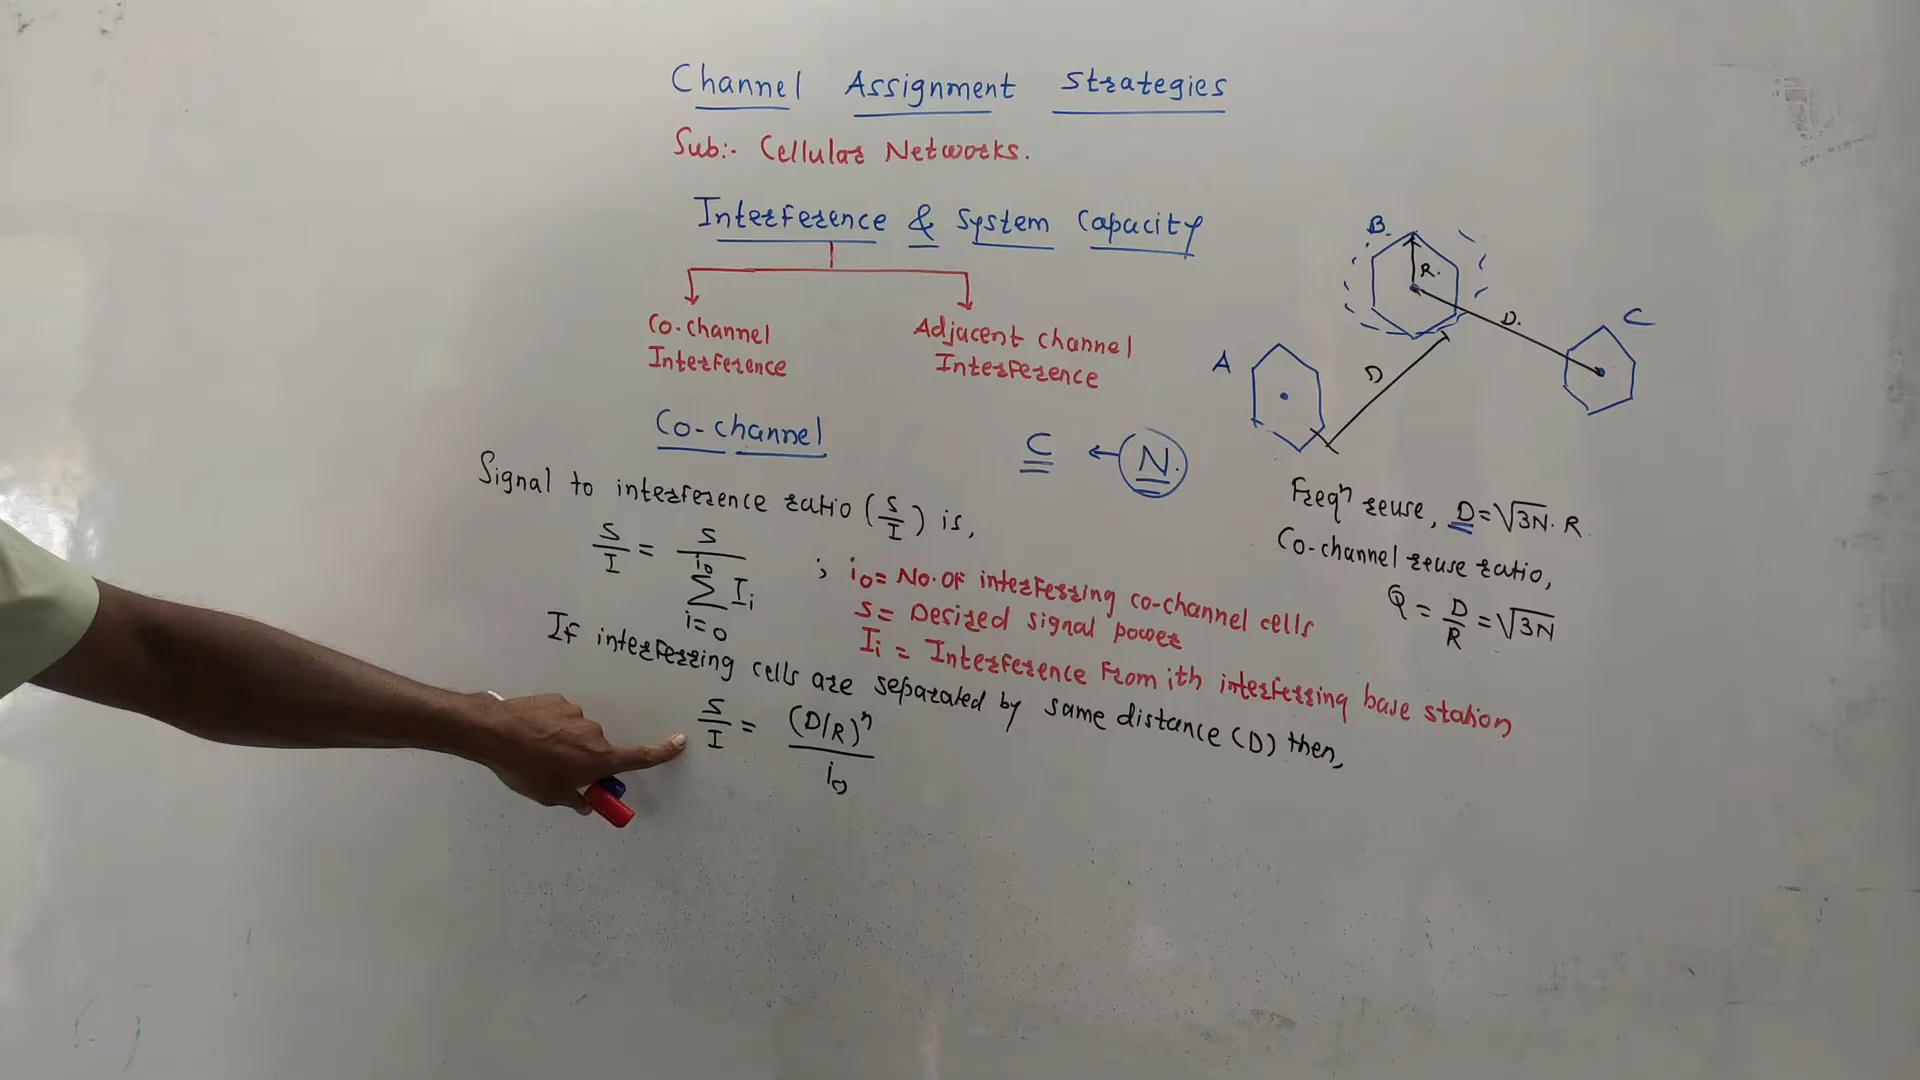 Channel Assignment Strategies
Sub:- Cellular Networks.
Interference & System Capacity
Co-channel Interference
Adjacent channel Interference
Co-channel
C ← N.
Signal to interference ratio (S/I) is,
S/I = S / ∑_{i=0}^{i₀} Iᵢ ; i₀ = No. of interferring co-channel cells
S = Desired signal power
Iᵢ = Interference From ith interferring base station
If interferring cells are separated by same distance (D) then,
S/I = (D/R)ⁿ / i₀
B.
R.
D.
C
A
D
Freqⁿ reuse, D = √3N · R.
Co-channel reuse ratio,
Q = D/R = √3N